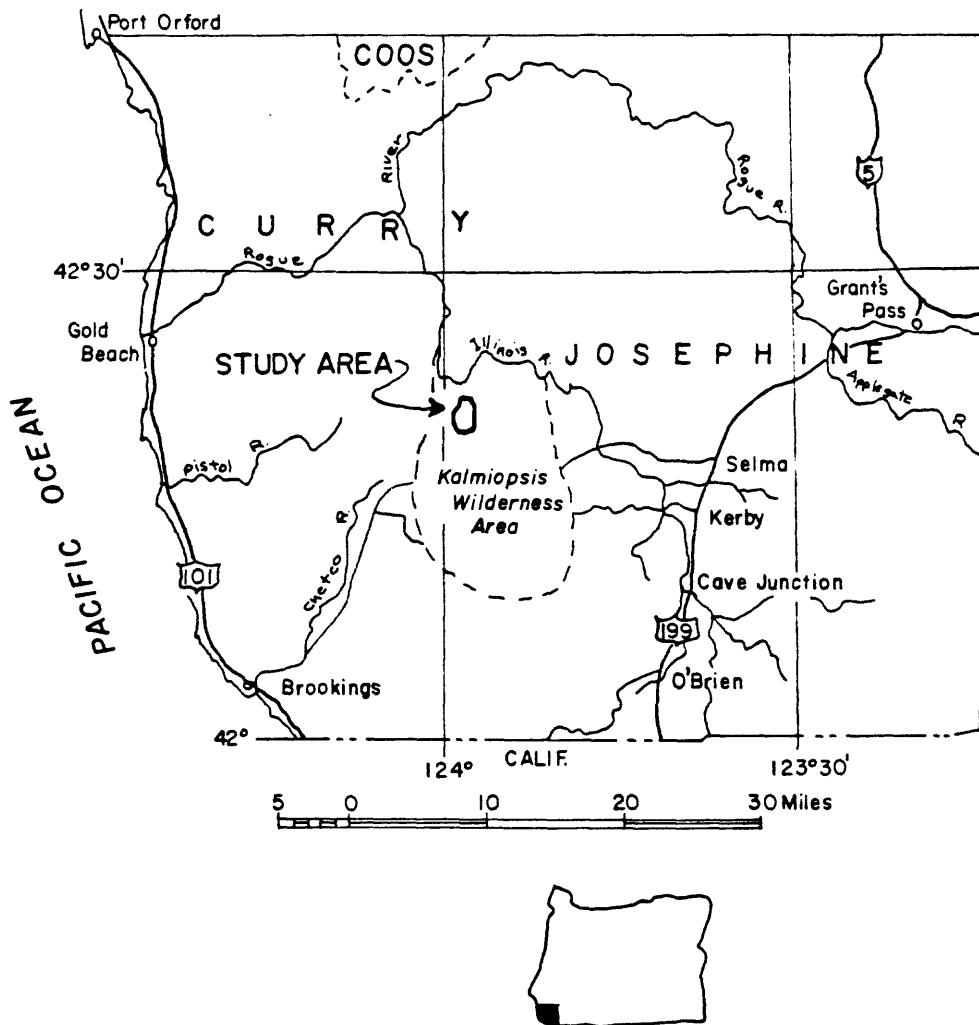 Port Orford
COOS
River
Rogue R.
5
CURRY
Rogue
42°30'
Grant's
Pass
Gold
Beach
Illinois R.
JOSEPHINE
STUDY AREA
Applegate R.
Pistol R.
Selma
Kalmiopsis
Wilderness
Area
Kerby
PACIFIC OCEAN
Chetco R.
101
Cave Junction
199
O'Brien
Brookings
42°
CALIF.
124°
123°30'
5 0 10 20 30 Miles